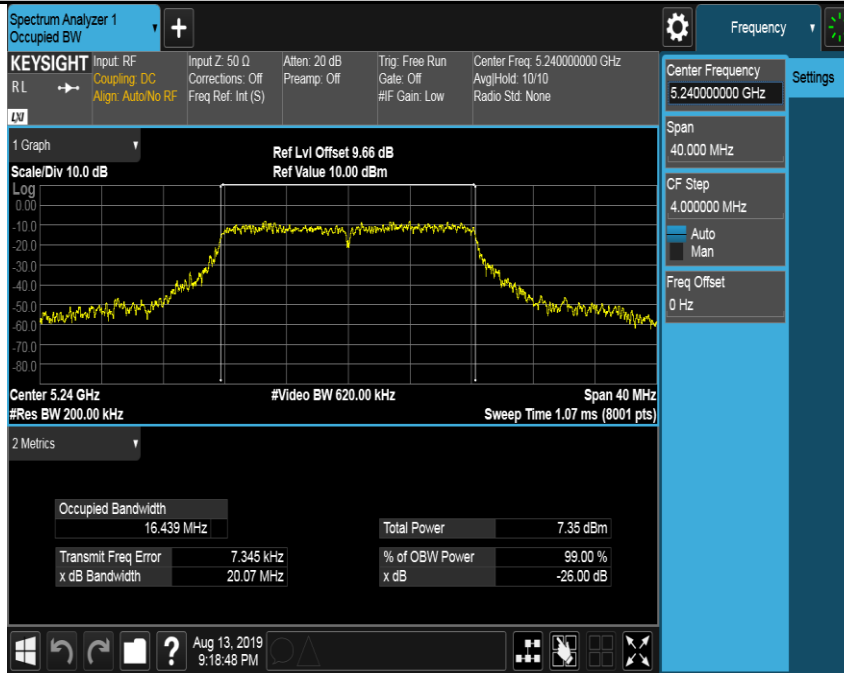 Spectrum Analyzer 1
Occupied BW
+
Frequency
KEYSIGHT
RL
LXI
Input: RF
Coupling: DC
Align: Auto/No RF
Input Z: 50 Ω
Corrections: Off
Freq Ref: Int (S)
Atten: 20 dB
Preamp: Off
Trig: Free Run
Gate: Off
#IF Gain: Low
Center Freq: 5.240000000 GHz
Avg|Hold: 10/10
Radio Std: None
Center Frequency
5.240000000 GHz
Settings
Span
40.000 MHz
CF Step
4.000000 MHz
Auto
Man
Freq Offset
0 Hz
1 Graph
Scale/Div 10.0 dB
Ref Lvl Offset 9.66 dB
Ref Value 10.00 dBm
Log
0.00
-10.0
-20.0
-30.0
-40.0
-50.0
-60.0
-70.0
-80.0
Center 5.24 GHz
#Video BW 620.00 kHz
Span 40 MHz
#Res BW 200.00 kHz
Sweep Time 1.07 ms (8001 pts)
2 Metrics
Occupied Bandwidth
16.439 MHz
Total Power 7.35 dBm
Transmit Freq Error 7.345 kHz
% of OBW Power 99.00 %
x dB Bandwidth 20.07 MHz
x dB -26.00 dB
?
Aug 13, 2019
9:18:48 PM